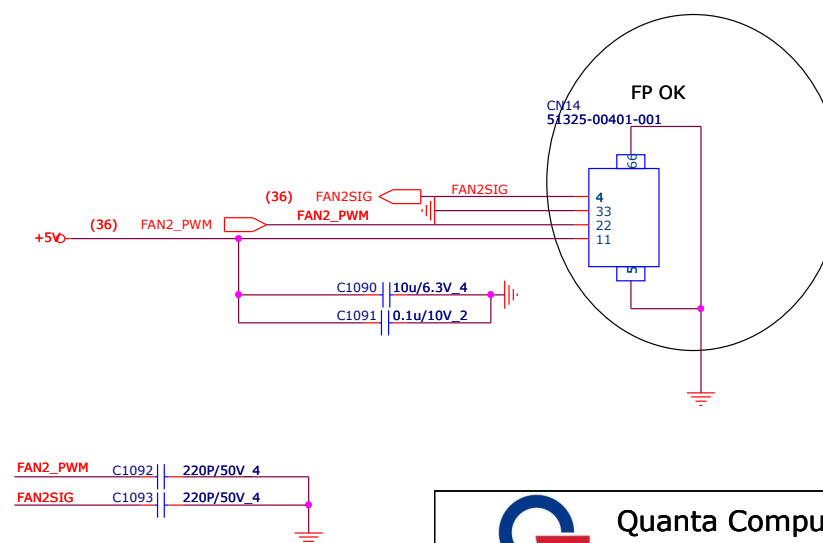 FP OK
CN14
51325-00401-001
66
(36) FAN2SIG FAN2SIG
4
(36) FAN2_PWM FAN2_PWM
33
22
+5V
11
5
C1090 10u/6.3V_4
C1091 0.1u/10V_2
FAN2_PWM C1092 220P/50V_4
FAN2SIG C1093 220P/50V_4
Quanta Compu